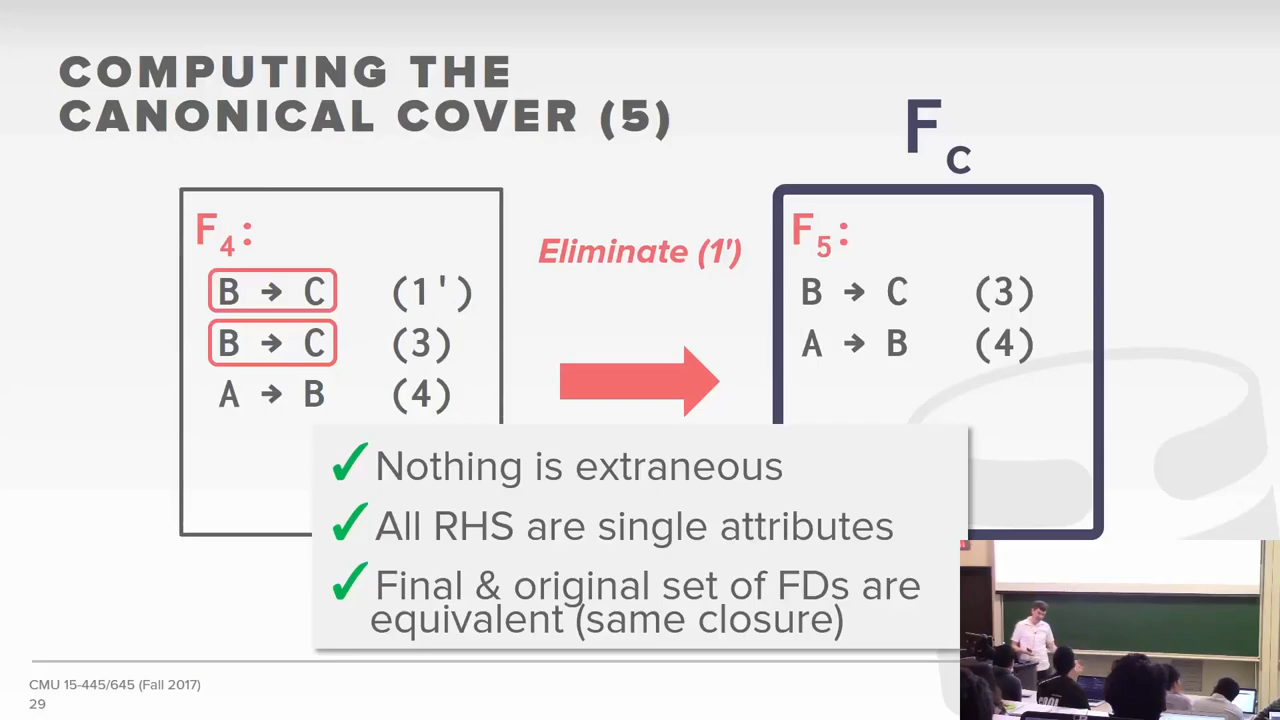 COMPUTING THE
CANONICAL COVER (5)
Fc
F4:
B → C (1')
B → C (3)
A → B (4)
Eliminate (1')
F5:
B → C (3)
A → B (4)
✓Nothing is extraneous
✓All RHS are single attributes
✓Final & original set of FDs are
equivalent (same closure)
CMU 15-445/645 (Fall 2017)
29